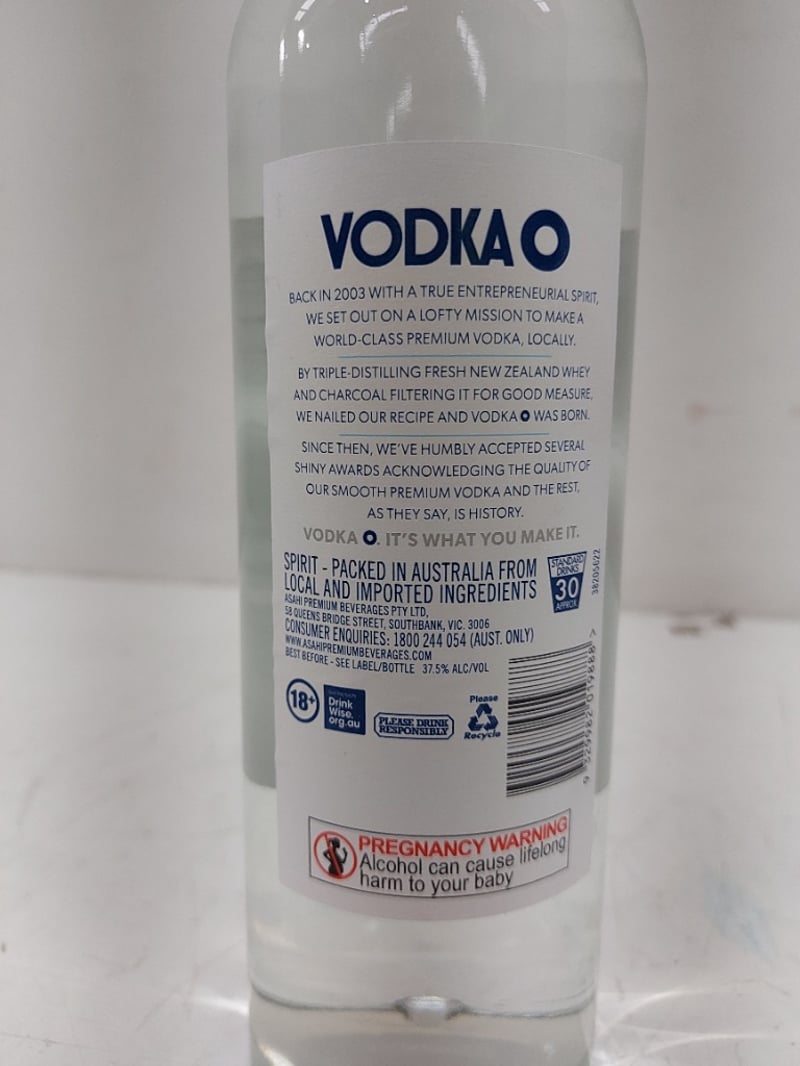 VODKA O
BACK IN 2003 WITH A TRUE ENTREPRENEURIAL SPIRIT,
WE SET OUT ON A LOFTY MISSION TO MAKE A
WORLD-CLASS PREMIUM VODKA, LOCALLY.
BY TRIPLE-DISTILLING FRESH NEW ZEALAND WHEY
AND CHARCOAL FILTERING IT FOR GOOD MEASURE,
WE NAILED OUR RECIPE AND VODKA O WAS BORN.
SINCE THEN, WE'VE HUMBLY ACCEPTED SEVERAL
SHINY AWARDS ACKNOWLEDGING THE QUALITY OF
OUR SMOOTH PREMIUM VODKA AND THE REST,
AS THEY SAY, IS HISTORY.
VODKA O. IT'S WHAT YOU MAKE IT.
SPIRIT - PACKED IN AUSTRALIA FROM
LOCAL AND IMPORTED INGREDIENTS
ASAHI PREMIUM BEVERAGES PTY LTD,
58 QUEENS BRIDGE STREET, SOUTHBANK, VIC. 3006
CONSUMER ENQUIRIES: 1800 244 054 (AUST. ONLY)
WWW.ASAHIPREMIUMBEVERAGES.COM
BEST BEFORE - SEE LABEL/BOTTLE 37.5% ALC/VOL
STANDARD
DRINKS
30
APPROX
38205622
18+
Drink
Wise.
org.au
PLEASE DRINK
RESPONSIBLY
Please
Recycle
PREGNANCY WARNING
Alcohol can cause lifelong
harm to your baby